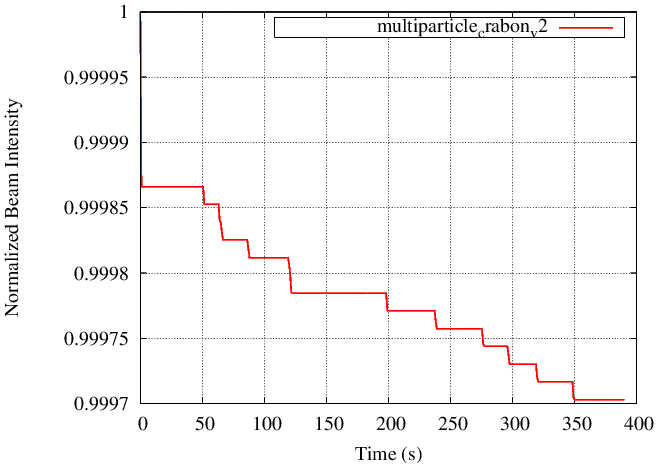 multiparticle_crabon_v2
Normalized Beam Intensity
1
0.99995
0.9999
0.99985
0.9998
0.99975
0.9997
0 50 100 150 200 250 300 350 400
Time (s)